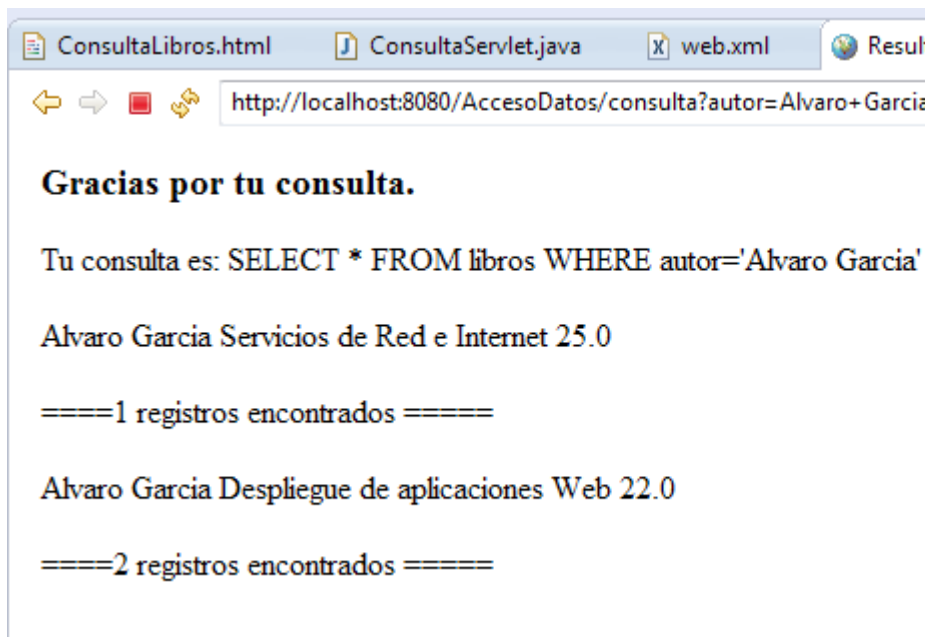 ConsultaLibros.html ConsultaServlet.java web.xml Resul
http://localhost:8080/AccesoDatos/consulta?autor=Alvaro+Garcia
Gracias por tu consulta.
Tu consulta es: SELECT * FROM libros WHERE autor='Alvaro Garcia'
Alvaro Garcia Servicios de Red e Internet 25.0
====1 registros encontrados =====
Alvaro Garcia Despliegue de aplicaciones Web 22.0
====2 registros encontrados =====